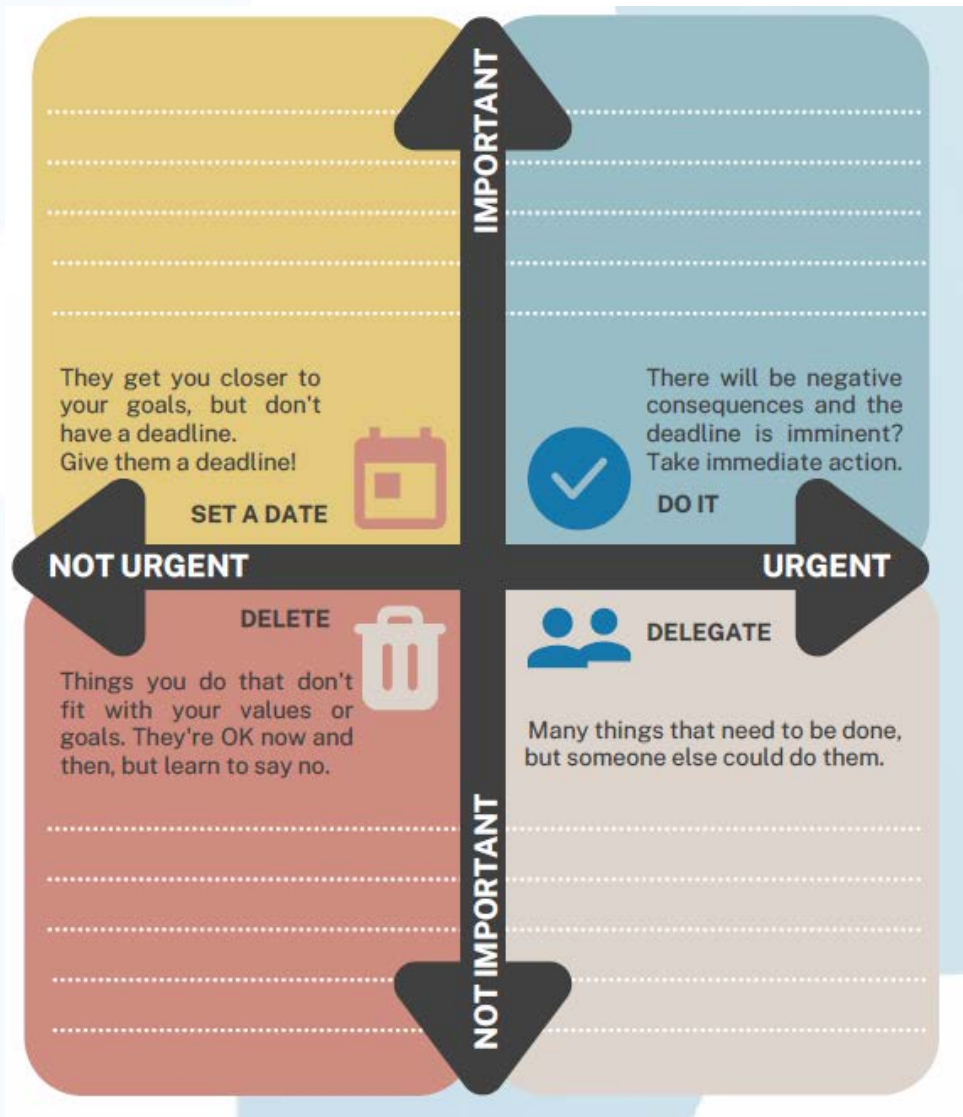 IMPORTANT
They get you closer to
your goals, but don't
have a deadline.
Give them a deadline!
SET A DATE
There will be negative
consequences and the
deadline is imminent?
Take immediate action.
DO IT
NOT URGENT
URGENT
DELETE
Things you do that don't
fit with your values or
goals. They're OK now and
then, but learn to say no.
DELEGATE
Many things that need to be done,
but someone else could do them.
NOT IMPORTANT